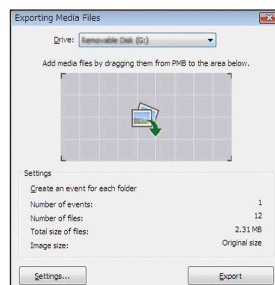 Exporting Media Files
Drive: Removable Disk (G:)
Add media files by dragging them from PMB to the area below.
Settings
Create an event for each folder
Number of events: 1
Number of files: 12
Total size of files: 2.31 MB
Image size: Original size
Settings... Export